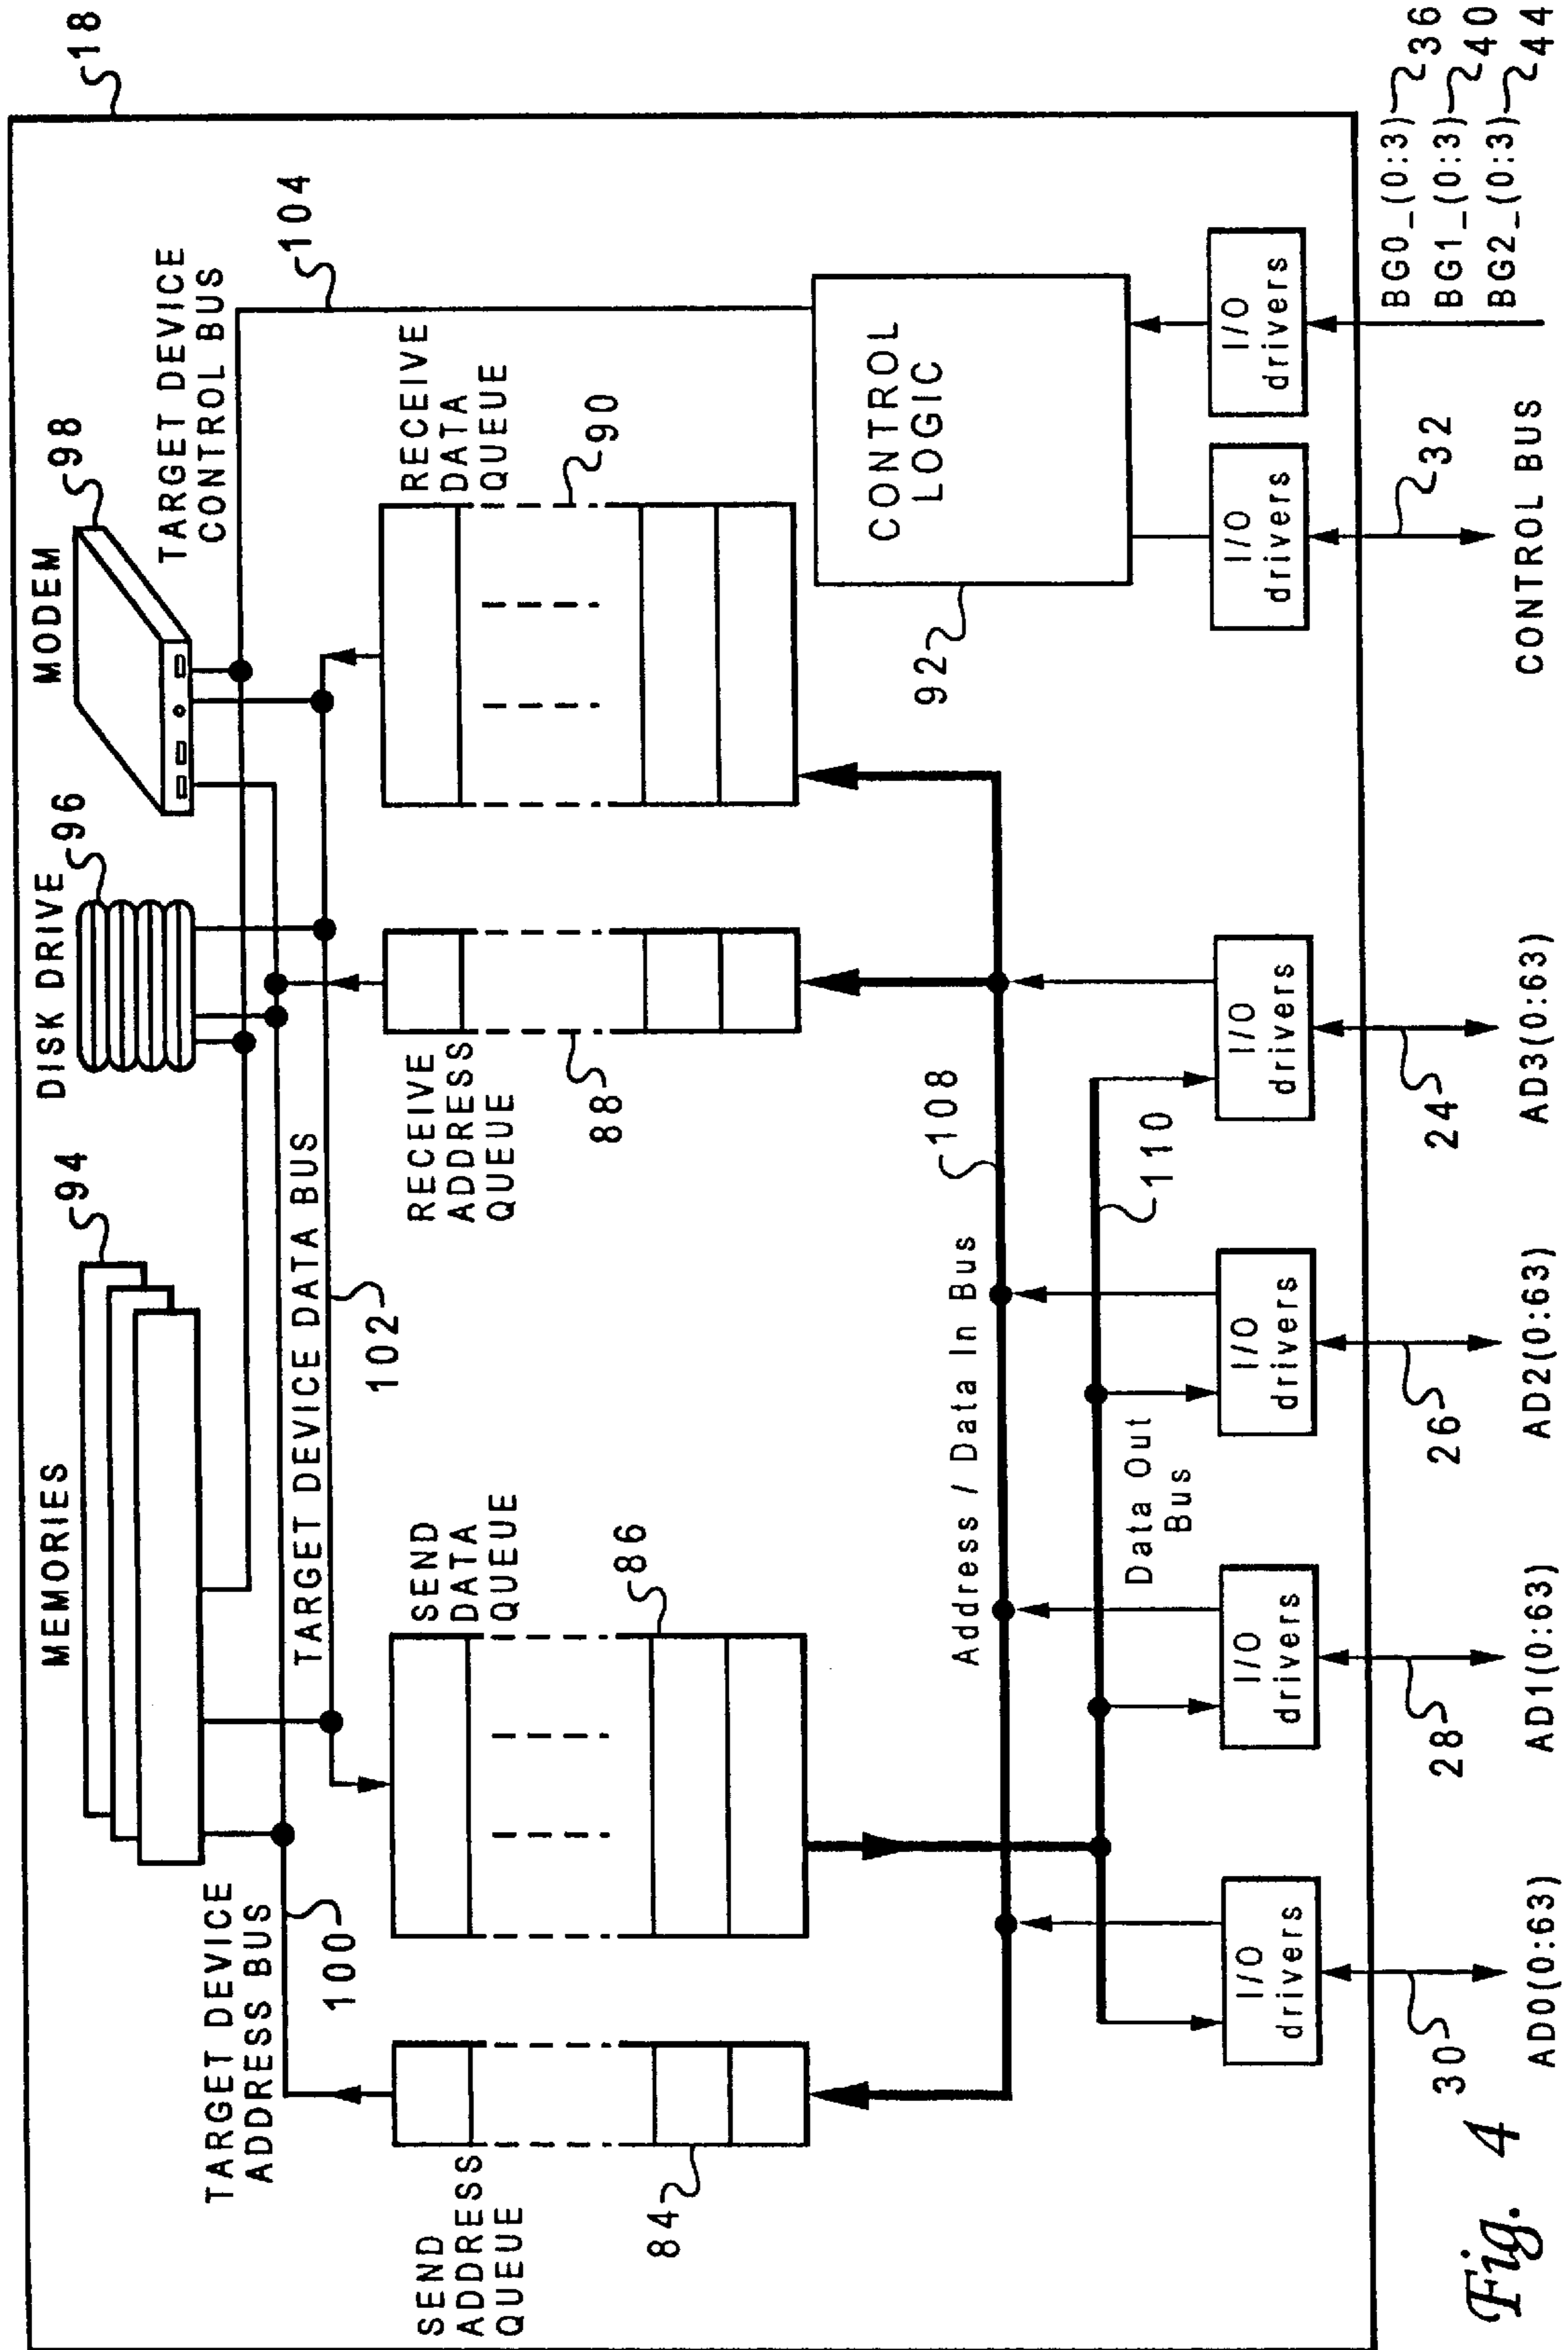 18
MEMORIES
94
DISK DRIVE
96
MODEM
98
TARGET DEVICE
ADDRESS BUS
100
TARGET DEVICE DATA BUS
102
TARGET DEVICE
CONTROL BUS
104
SEND
ADDRESS
QUEUE
84
SEND
DATA
QUEUE
86
RECEIVE
ADDRESS
QUEUE
88
RECEIVE
DATA
QUEUE
90
CONTROL
LOGIC
92
Address / Data In Bus
108
Data Out
Bus
110
I/O
drivers
I/O
drivers
I/O
drivers
I/O
drivers
I/O
drivers
I/O
drivers
30
28
26
24
32
AD0(0:63)
AD1(0:63)
AD2(0:63)
AD3(0:63)
CONTROL BUS
BG0_(0:3) 36
BG1_(0:3) 40
BG2_(0:3) 44
Fig. 4